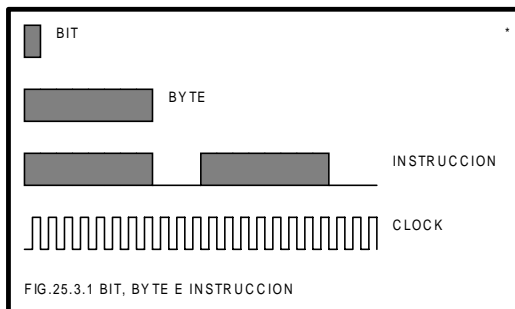 BIT
*
BYTE
INSTRUCCION
CLOCK
FIG.25.3.1 BIT, BYTE E INSTRUCCION